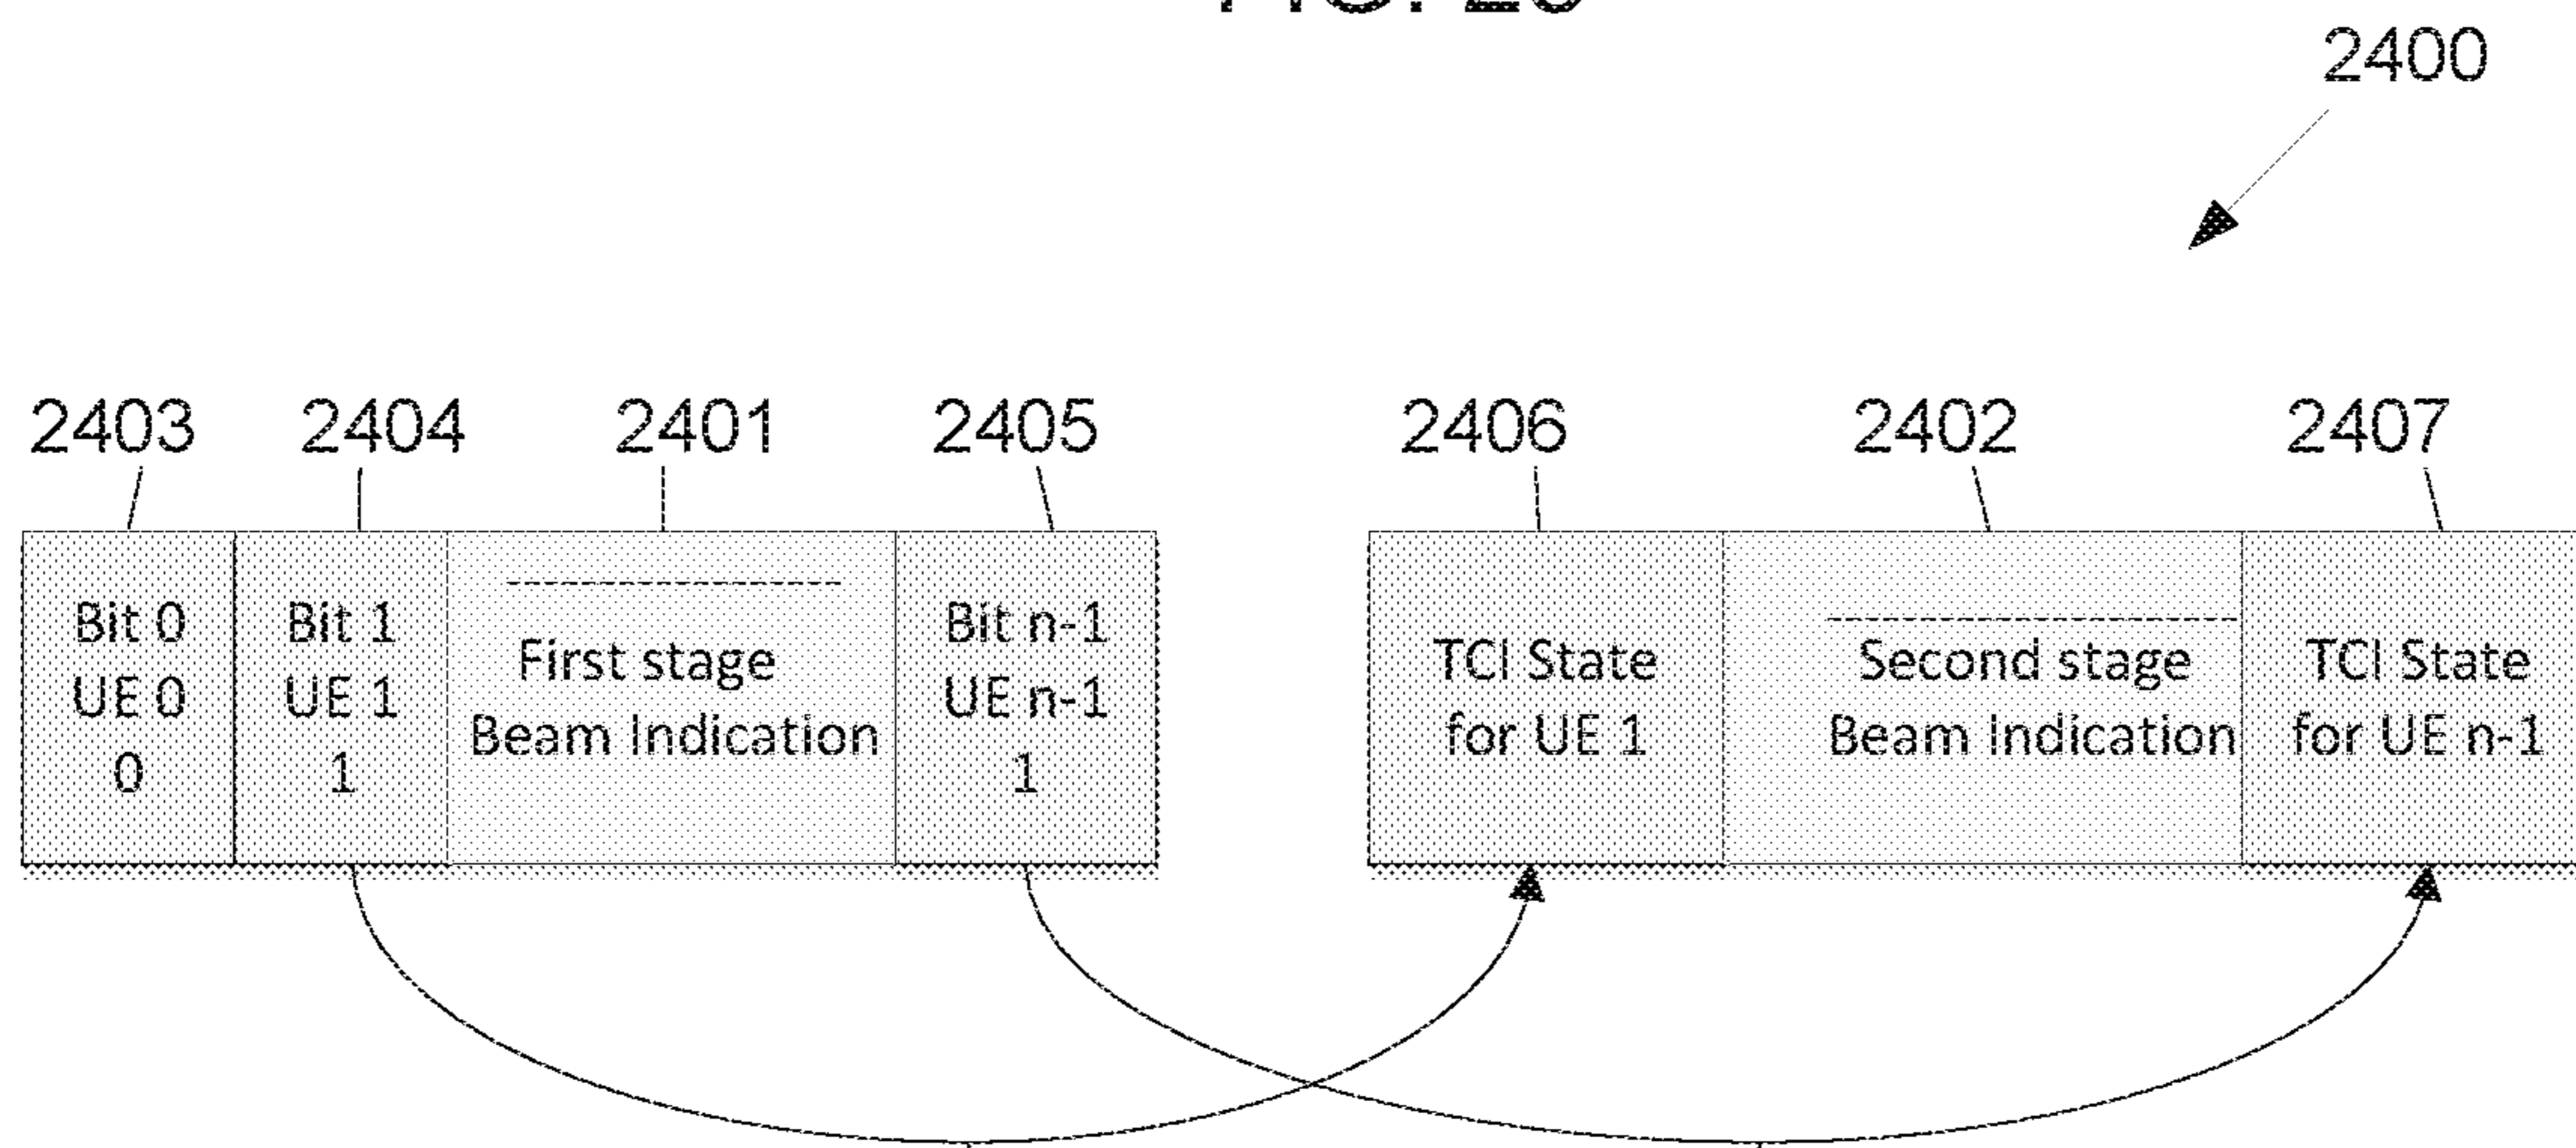 2400
2403 2404 2401 2405 2406 2402 2407
Bit 0
UE 0
0
Bit 1
UE 1
1
First stage
Beam Indication
Bit n-1
UE n-1
1
TCI State
for UE 1
Second stage
Beam Indication
TCI State
for UE n-1